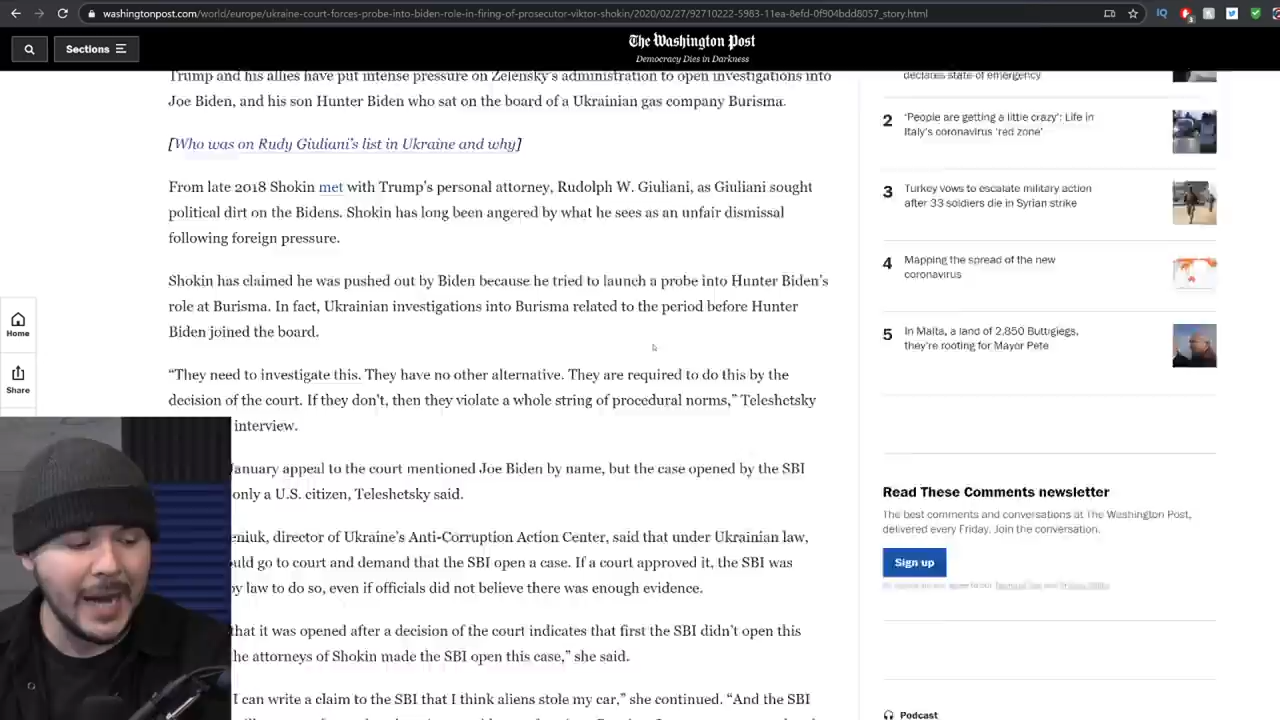 washingtonpost.com/world/europe/ukraine-court-forces-probe-into-biden-role-in-firing-of-prosecutor-viktor-shokin/2020/02/27/92710222-5983-11ea-8efd-0f904bdd8057_story.html
Sections
The Washington Post
Democracy Dies in Darkness
Trump and his allies have put intense pressure on Zelensky's administration to open investigations into
Joe Biden, and his son Hunter Biden who sat on the board of a Ukrainian gas company Burisma.
[Who was on Rudy Giuliani's list in Ukraine and why]
From late 2018 Shokin met with Trump's personal attorney, Rudolph W. Giuliani, as Giuliani sought
political dirt on the Bidens. Shokin has long been angered by what he sees as an unfair dismissal
following foreign pressure.
Shokin has claimed he was pushed out by Biden because he tried to launch a probe into Hunter Biden's
role at Burisma. In fact, Ukrainian investigations into Burisma related to the period before Hunter
Biden joined the board.
"They need to investigate this. They have no other alternative. They are required to do this by the
decision of the court. If they don't, then they violate a whole string of procedural norms," Teleshetsky
interview.
January appeal to the court mentioned Joe Biden by name, but the case opened by the SBI
only a U.S. citizen, Teleshetsky said.
eniuk, director of Ukraine's Anti-Corruption Action Center, said that under Ukrainian law,
uld go to court and demand that the SBI open a case. If a court approved it, the SBI was
by law to do so, even if officials did not believe there was enough evidence.
that it was opened after a decision of the court indicates that first the SBI didn't open this
he attorneys of Shokin made the SBI open this case," she said.
I can write a claim to the SBI that I think aliens stole my car," she continued. "And the SBI
Home
Share
declares state of emergency
2 'People are getting a little crazy': Life in
Italy's coronavirus 'red zone'
3 Turkey vows to escalate military action
after 33 soldiers die in Syrian strike
4 Mapping the spread of the new
coronavirus
5 In Malta, a land of 2,850 Buttigiegs,
they're rooting for Mayor Pete
Read These Comments newsletter
The best comments and conversations at The Washington Post,
delivered every Friday. Join the conversation.
Sign up
Podcast